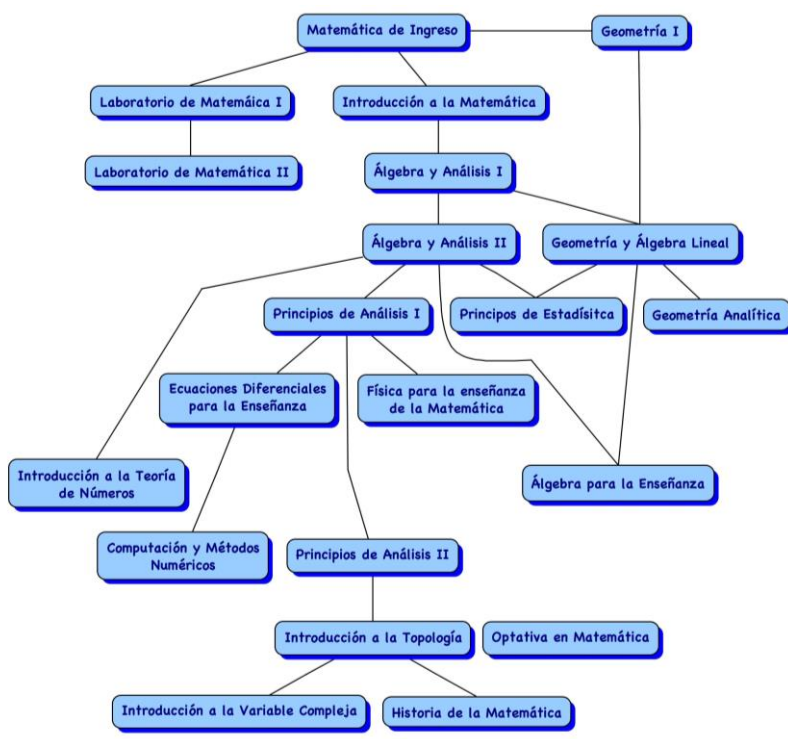 Matemática de Ingreso
Geometría I
Laboratorio de Matemáica I
Introducción a la Matemática
Laboratorio de Matemática II
Álgebra y Análisis I
Álgebra y Análisis II
Geometría y Álgebra Lineal
Principios de Análisis I
Principos de Estadísitca
Geometría Analítica
Ecuaciones Diferenciales
para la Enseñanza
Física para la enseñanza
de la Matemática
Introducción a la Teoría
de Números
Álgebra para la Enseñanza
Computación y Métodos
Numéricos
Principios de Análisis II
Introducción a la Topología
Optativa en Matemática
Introducción a la Variable Compleja
Historia de la Matemática